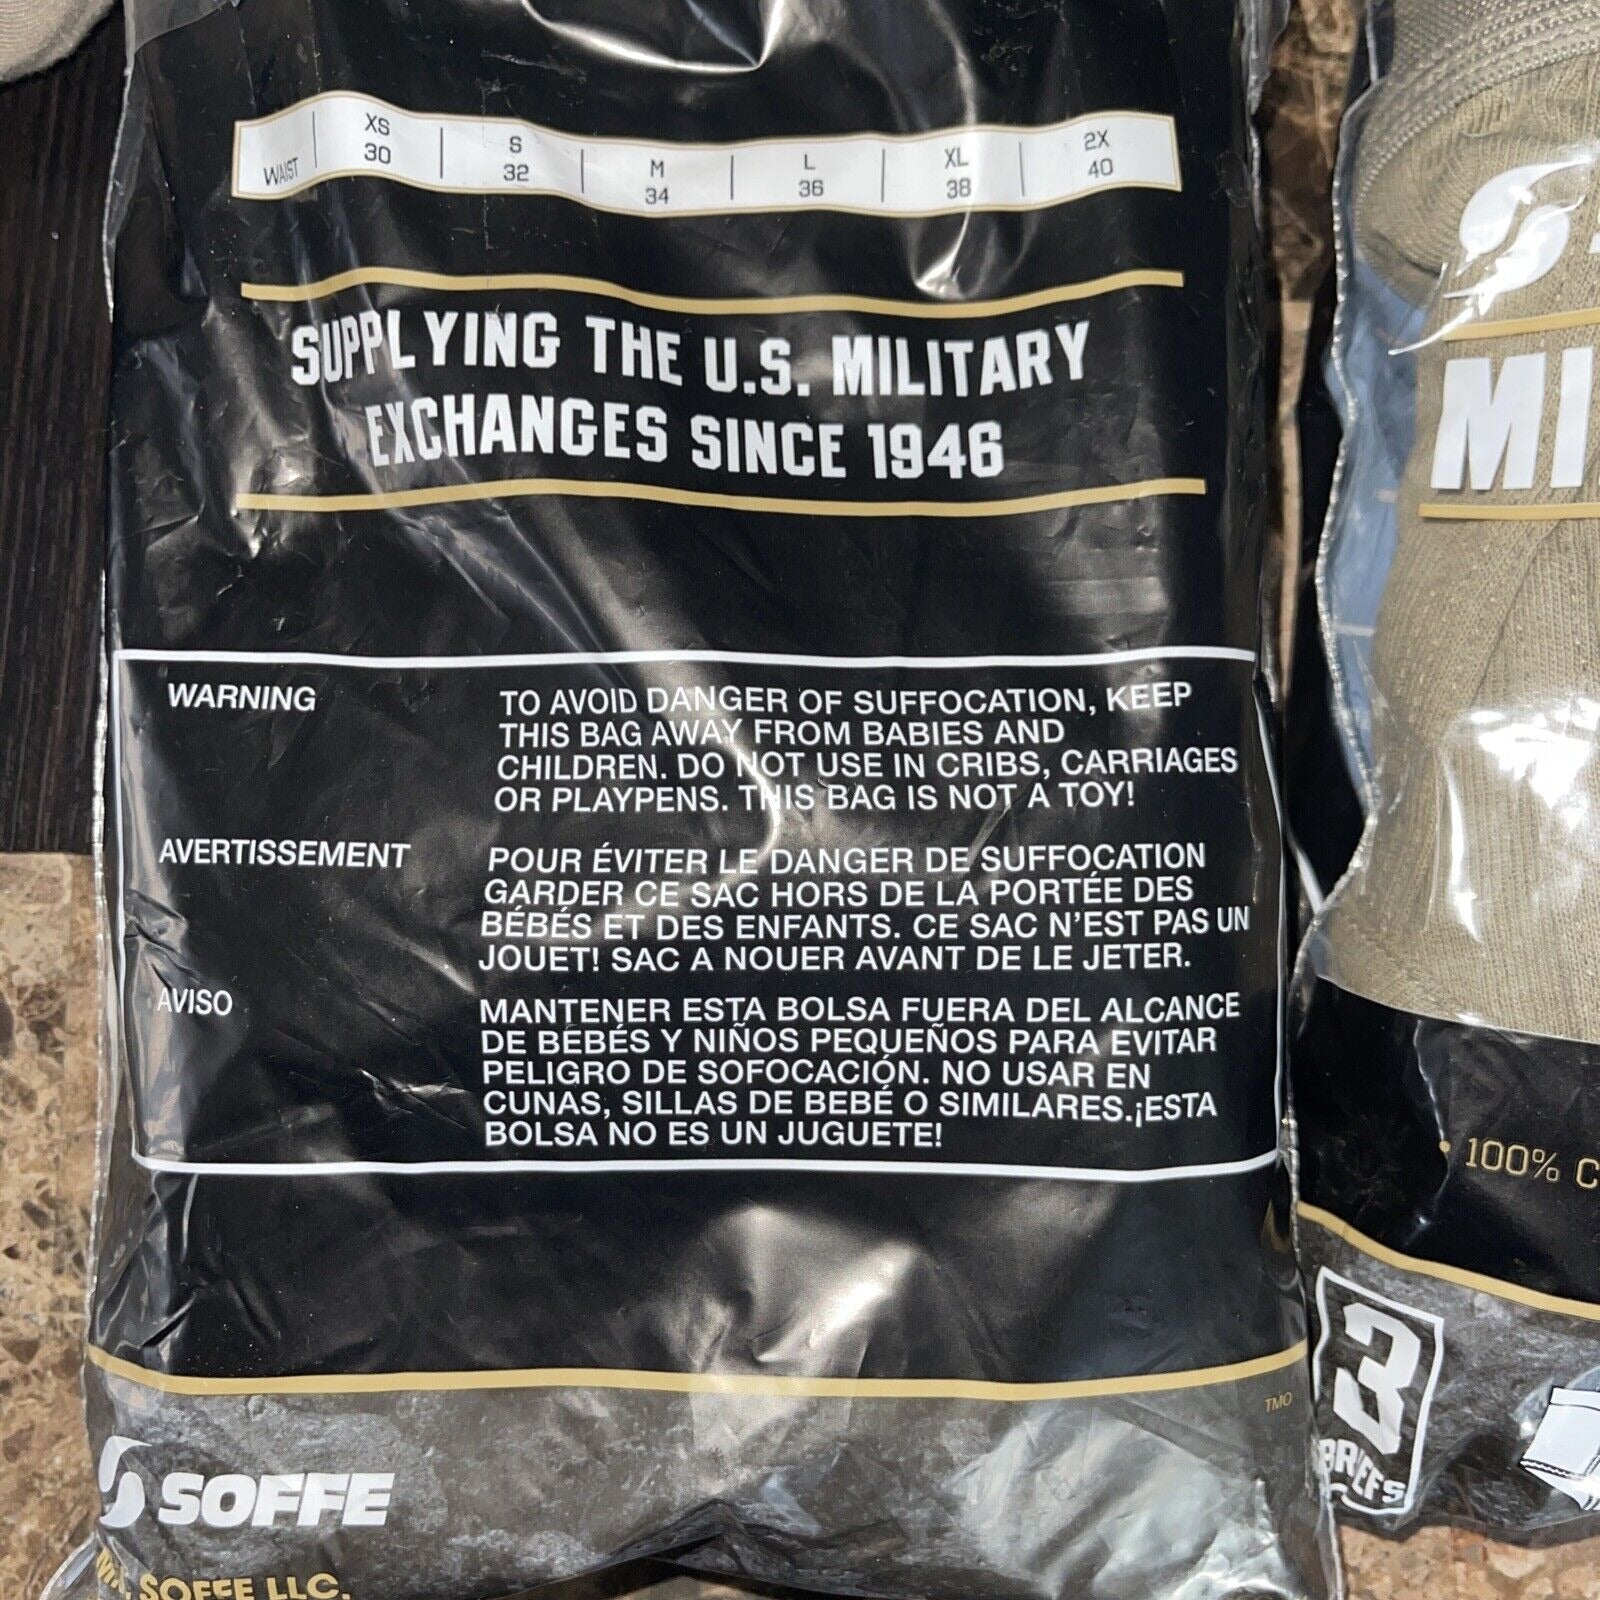 WAIST
XS 30
S 32
M 34
L 36
XL 38
2X 40
SUPPLYING THE U.S. MILITARY
EXCHANGES SINCE 1946
WARNING
TO AVOID DANGER OF SUFFOCATION, KEEP
THIS BAG AWAY FROM BABIES AND
CHILDREN. DO NOT USE IN CRIBS, CARRIAGES
OR PLAYPENS. THIS BAG IS NOT A TOY!
AVERTISSEMENT
POUR ÉVITER LE DANGER DE SUFFOCATION
GARDER CE SAC HORS DE LA PORTÉE DES
BÉBÉS ET DES ENFANTS. CE SAC N'EST PAS UN
JOUET! SAC A NOUER AVANT DE LE JETER.
AVISO
MANTENER ESTA BOLSA FUERA DEL ALCANCE
DE BEBÉS Y NIÑOS PEQUEÑOS PARA EVITAR
PELIGRO DE SOFOCACIÓN. NO USAR EN
CUNAS, SILLAS DE BEBÉ O SIMILARES.¡ESTA
BOLSA NO ES UN JUGUETE!
TMO
SOFFE
SOFFE LLC.
MI
• 100% C
3
BRIEFS